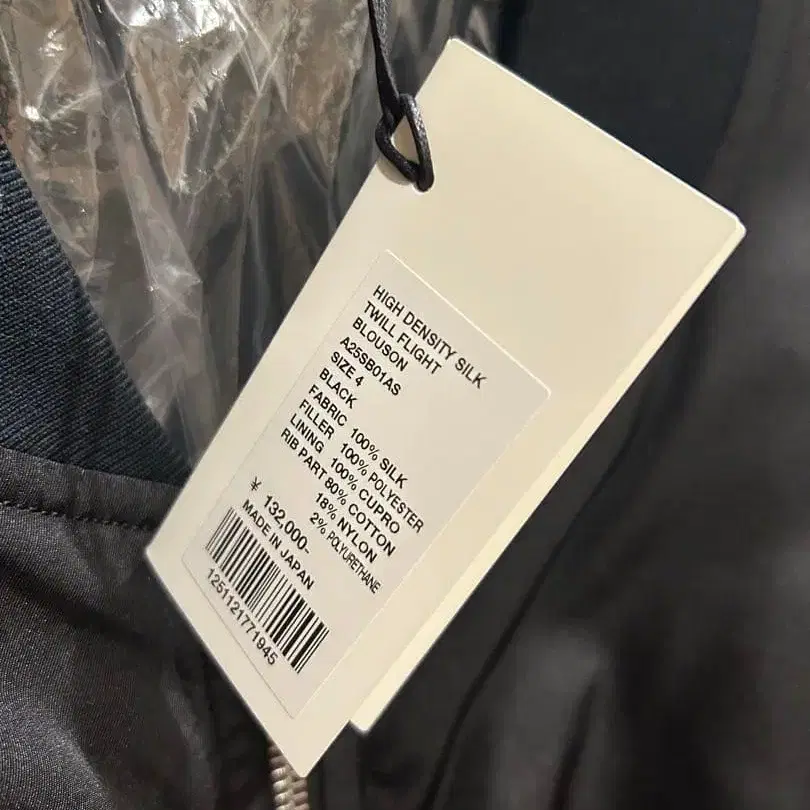 HIGH DENSITY SILK
TWILL FLIGHT
BLOUSON
A25SB01AS
SIZE 4
BLACK
FABRIC 100% SILK
FILLER 100% POLYESTER
LINING 100% CUPRO
RIB PART 80% COTTON
18% NYLON
2% POLYURETHANE
¥ 132,000-
MADE IN JAPAN
1251121771945